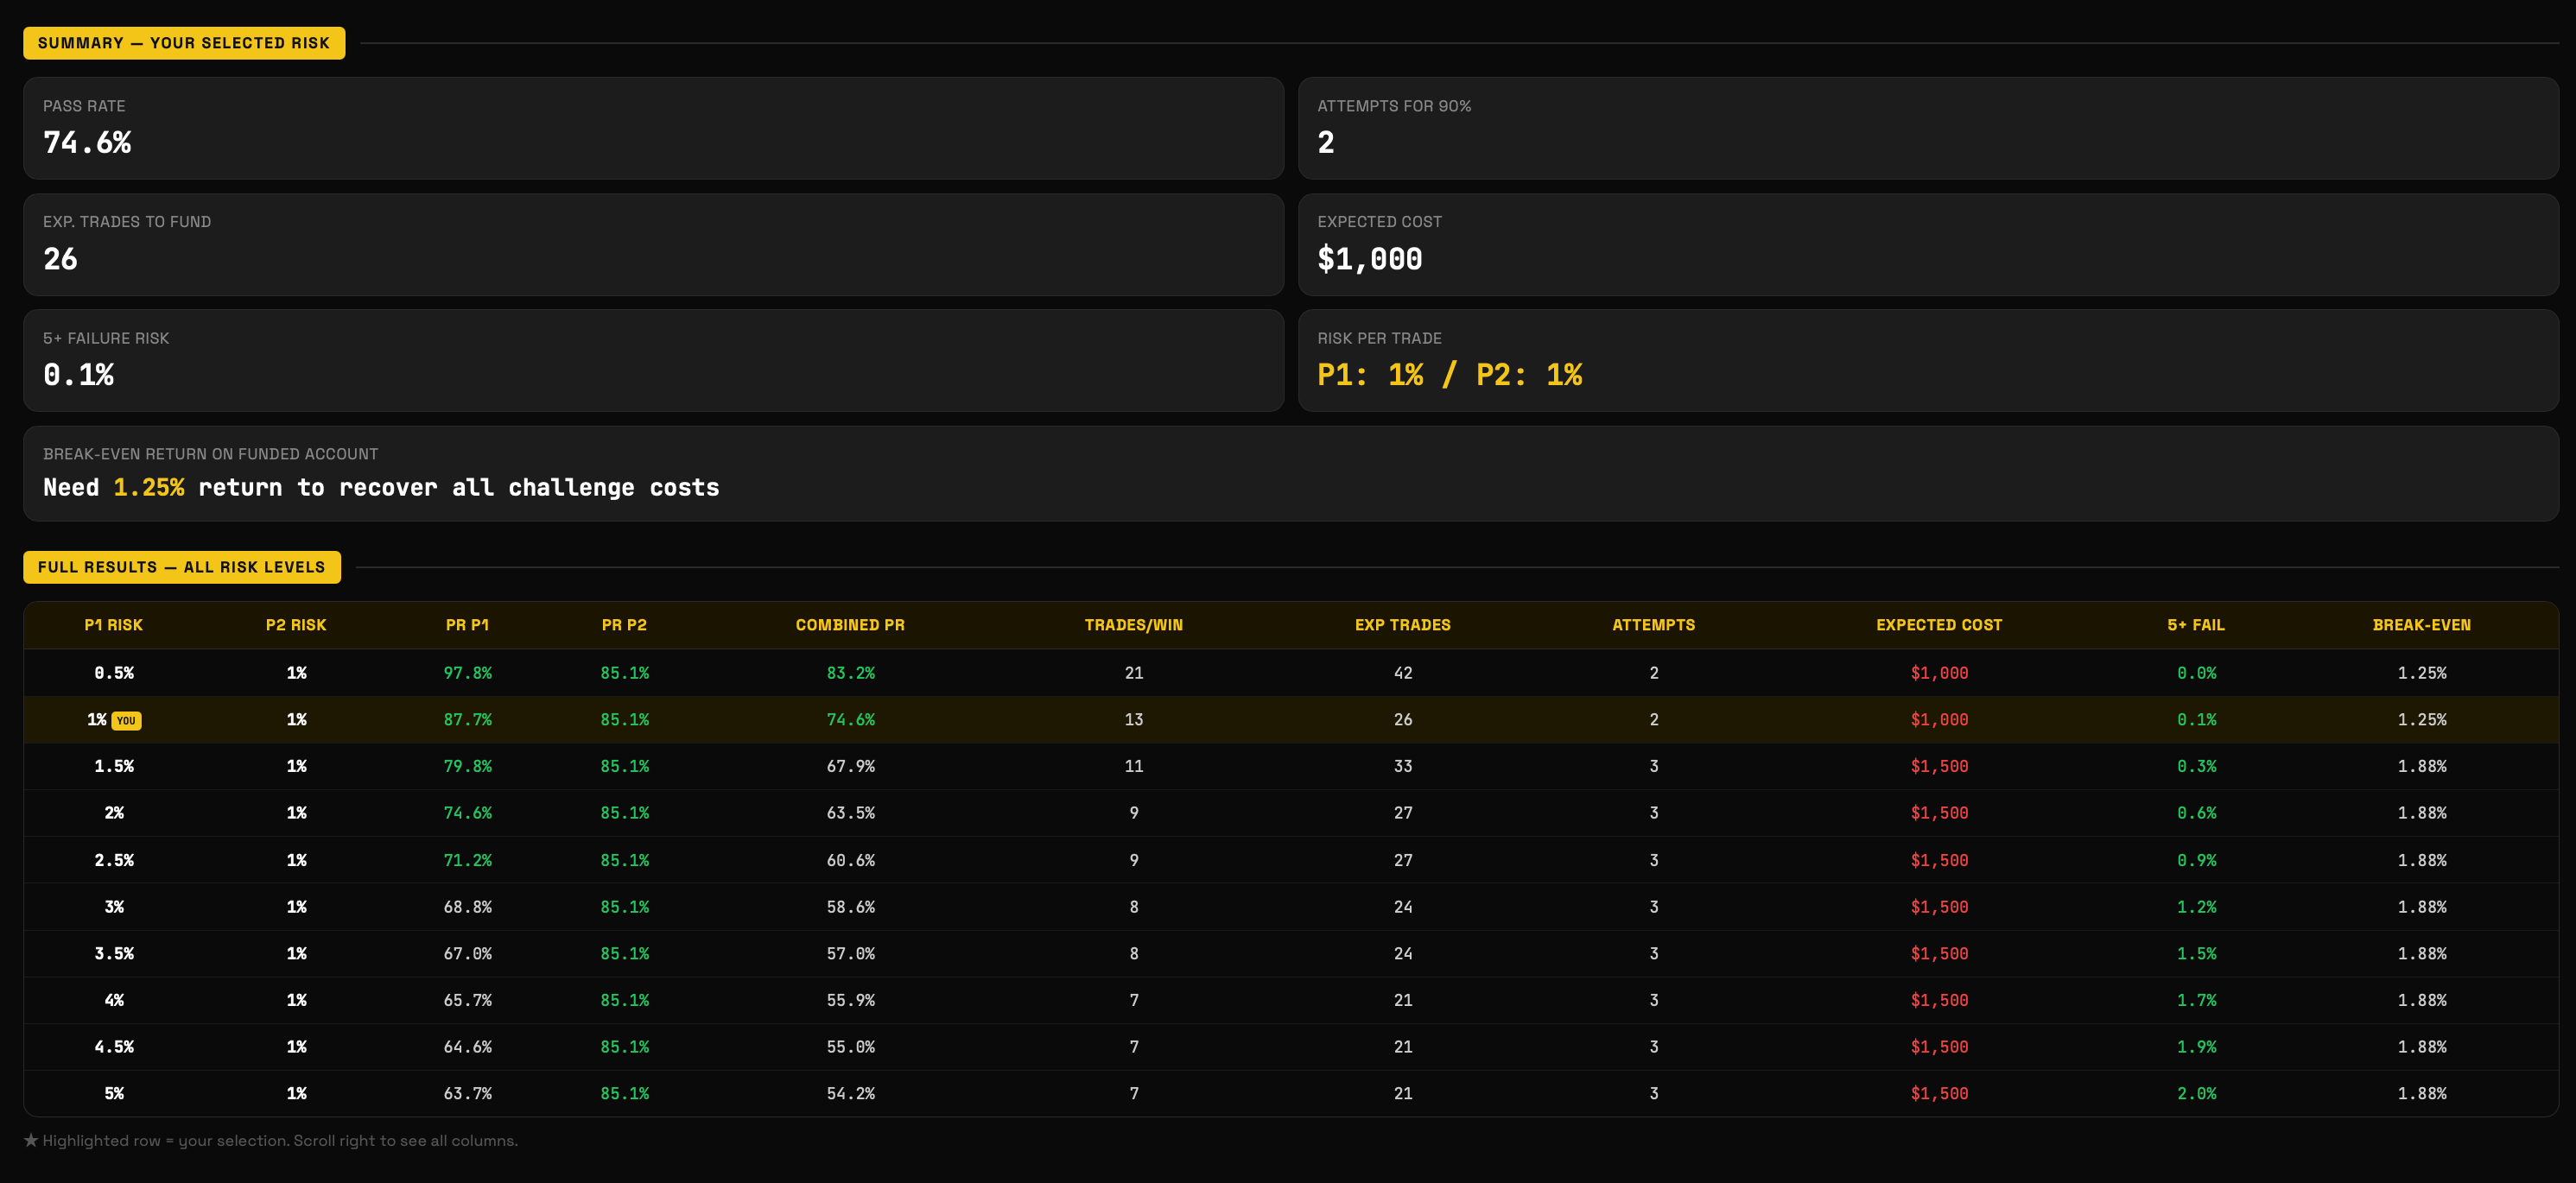 SUMMARY — YOUR SELECTED RISK
PASS RATE
74.6%
ATTEMPTS FOR 90%
2
EXP. TRADES TO FUND
26
EXPECTED COST
$1,000
5+ FAILURE RISK
0.1%
RISK PER TRADE
P1: 1% / P2: 1%
BREAK-EVEN RETURN ON FUNDED ACCOUNT
Need 1.25% return to recover all challenge costs
FULL RESULTS — ALL RISK LEVELS
P1 RISK P2 RISK PR P1 PR P2 COMBINED PR TRADES/WIN EXP TRADES ATTEMPTS EXPECTED COST 5+ FAIL BREAK-EVEN
0.5% 1% 97.8% 85.1% 83.2% 21 42 2 $1,000 0.0% 1.25%
1% YOU 1% 87.7% 85.1% 74.6% 13 26 2 $1,000 0.1% 1.25%
1.5% 1% 79.8% 85.1% 67.9% 11 33 3 $1,500 0.3% 1.88%
2% 1% 74.6% 85.1% 63.5% 9 27 3 $1,500 0.6% 1.88%
2.5% 1% 71.2% 85.1% 60.6% 9 27 3 $1,500 0.9% 1.88%
3% 1% 68.8% 85.1% 58.6% 8 24 3 $1,500 1.2% 1.88%
3.5% 1% 67.0% 85.1% 57.0% 8 24 3 $1,500 1.5% 1.88%
4% 1% 65.7% 85.1% 55.9% 7 21 3 $1,500 1.7% 1.88%
4.5% 1% 64.6% 85.1% 55.0% 7 21 3 $1,500 1.9% 1.88%
5% 1% 63.7% 85.1% 54.2% 7 21 3 $1,500 2.0% 1.88%
★ Highlighted row = your selection. Scroll right to see all columns.